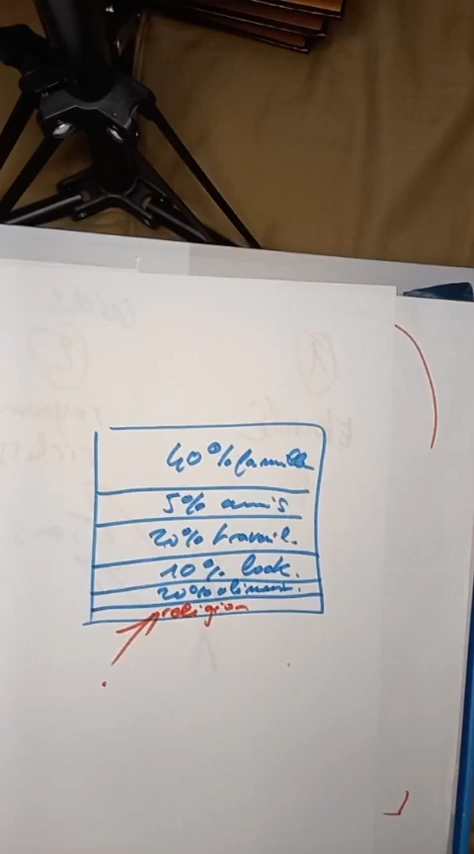 40% famille
5% amis
20% travail.
10% look.
20% aliment.
religion